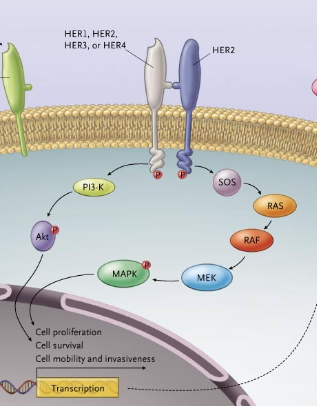 HER1, HER2,
HER3, or HER4
HER2
P
P
PI3-K
SOS
RAS
Akt
P
RAF
P
MAPK
MEK
Cell proliferation
Cell survival
Cell mobility and invasiveness
Transcription